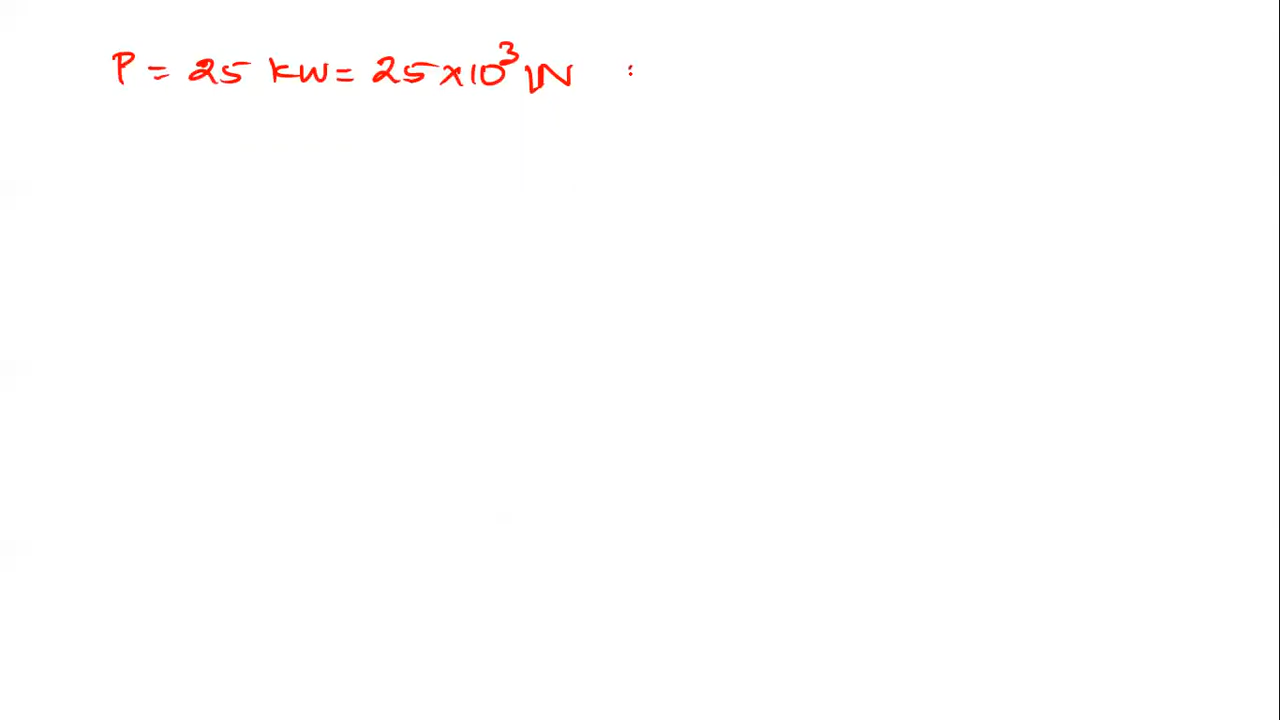 P = 25 kw = 25×10³ W :